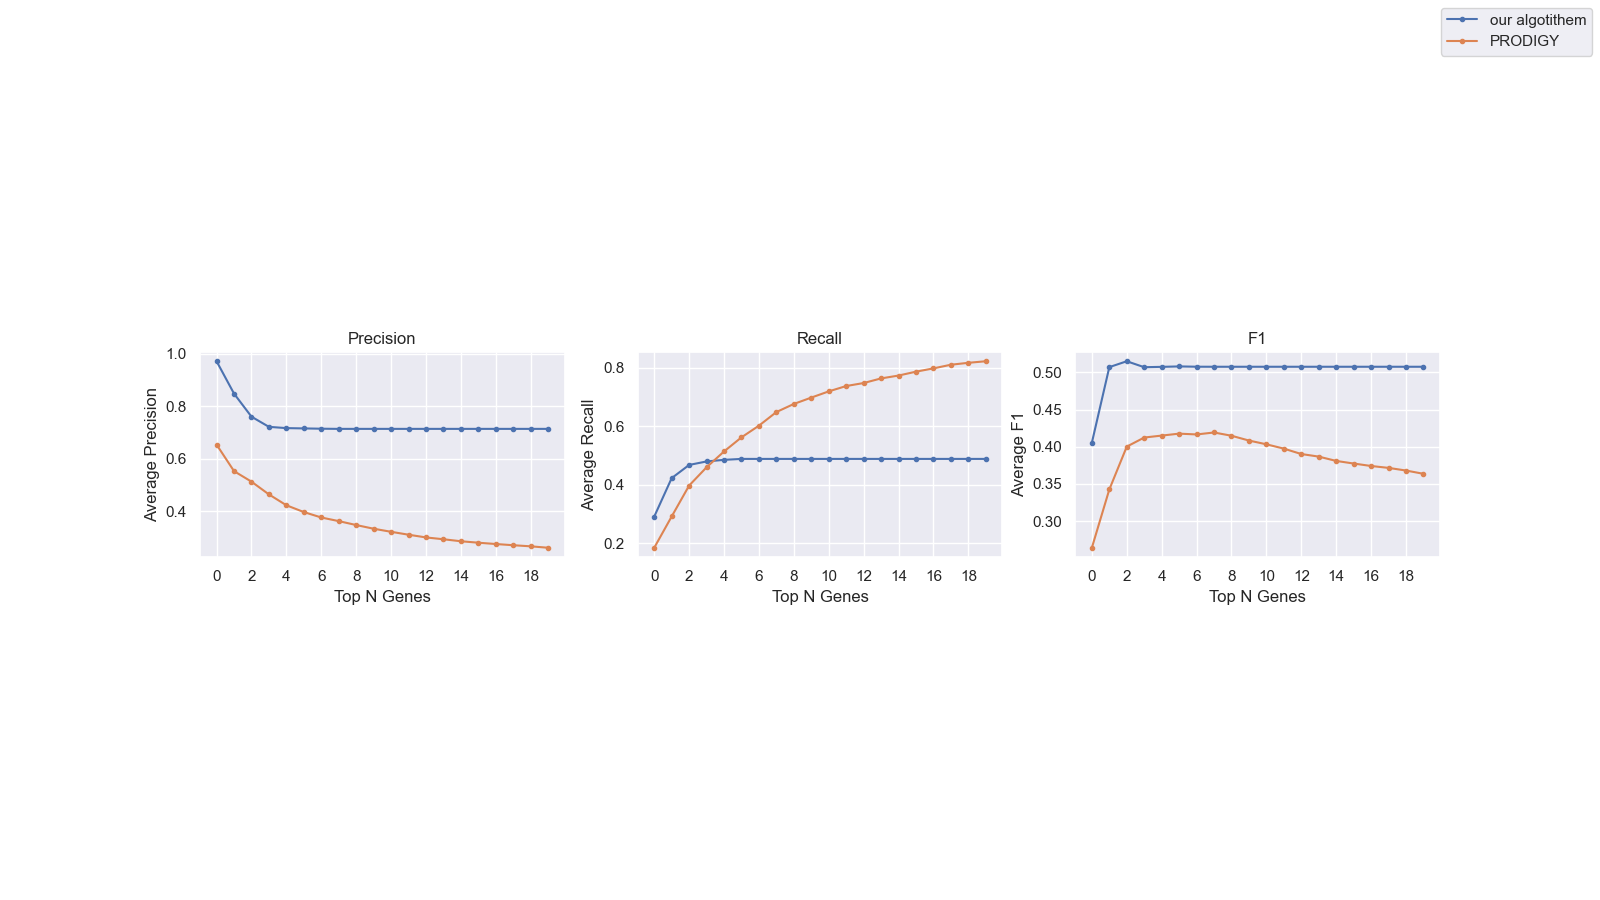 our algotithem
PRODIGY
Precision
Average Precision
1.0
0.8
0.6
0.4
0 2 4 6 8 10 12 14 16 18
Top N Genes
Recall
Average Recall
0.8
0.6
0.4
0.2
0 2 4 6 8 10 12 14 16 18
Top N Genes
F1
Average F1
0.50
0.45
0.40
0.35
0.30
0 2 4 6 8 10 12 14 16 18
Top N Genes